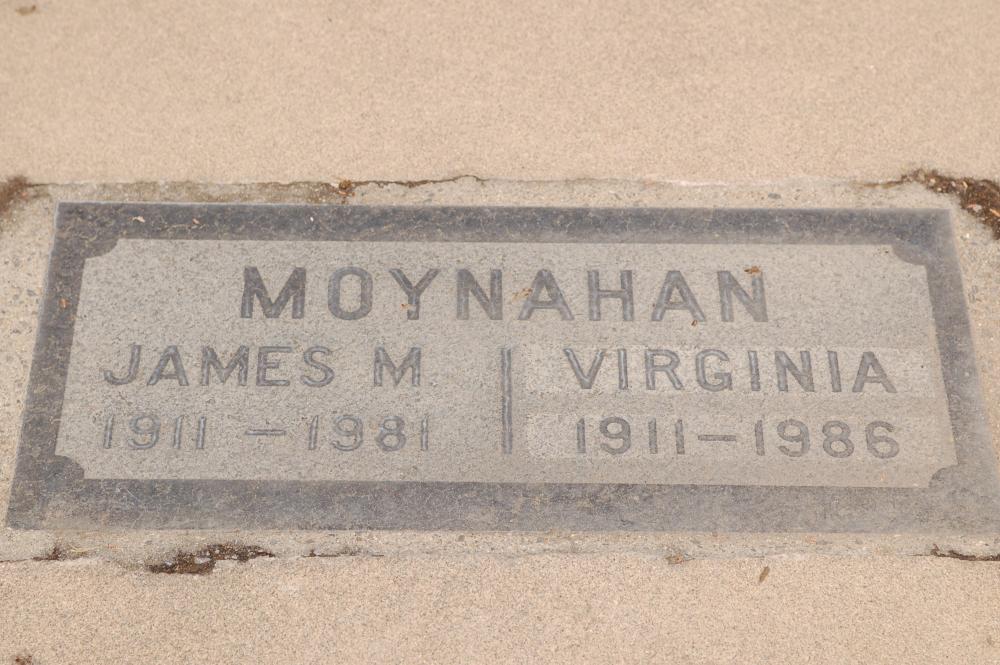 MOYNAHAN
JAMES M VIRGINIA
1911 - 1981 1911 - 1986